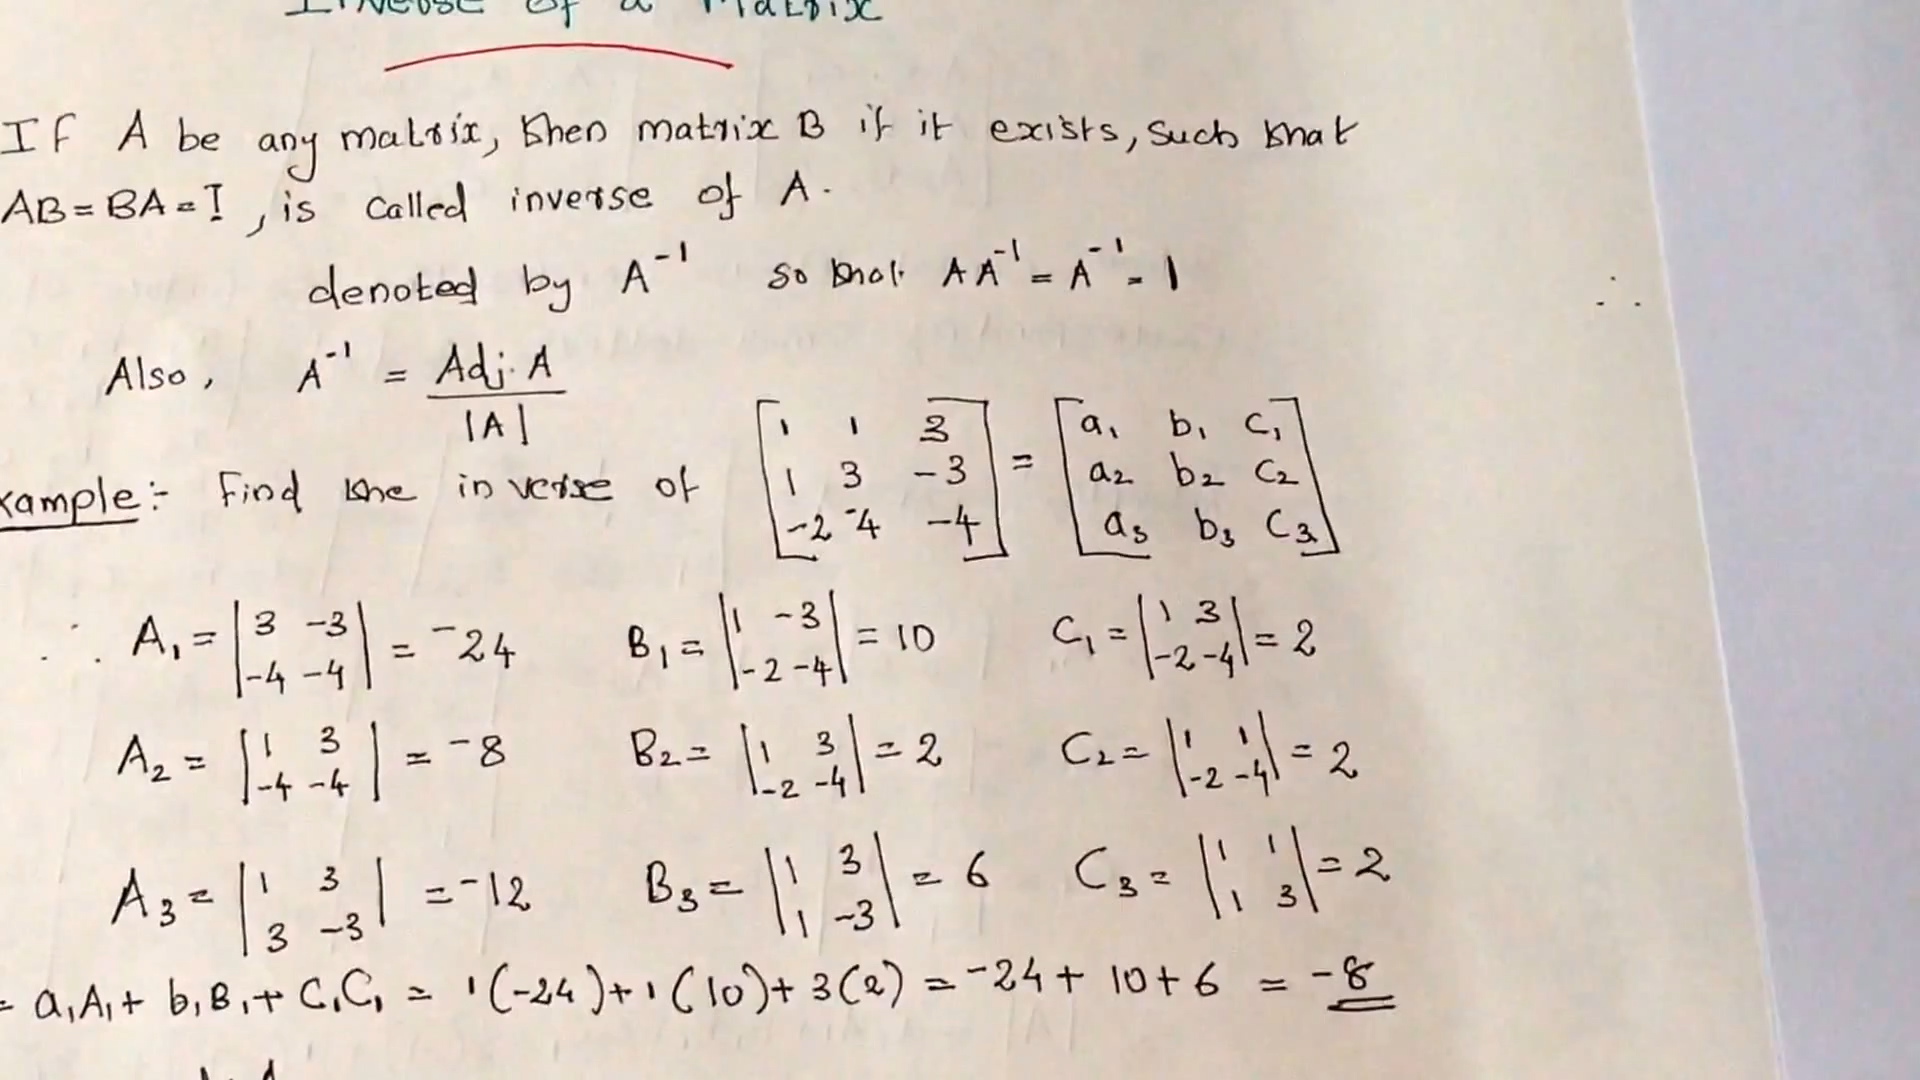 Inverse of a Matrix
If A be any matrix, then matrix B if it exists, such that
AB = BA = I, is called inverse of A.
denoted by A⁻¹ so that AA⁻¹ = A⁻¹ = 1
Also, A⁻¹ = Adj. A / |A|
xample:- Find the inverse of [1 1 3; 1 3 -3; -2 -4 -4] = [a₁ b₁ c₁; a₂ b₂ c₂; a₃ b₃ c₃]
∴ A₁ = |3 -3; -4 -4| = -24 B₁ = |1 -3; -2 -4| = 10 C₁ = |1 3; -2 -4| = 2
A₂ = |1 3; -4 -4| = -8 B₂ = |1 3; -2 -4| = 2 C₂ = |1 1; -2 -4| = 2
A₃ = |1 3; 3 -3| = -12 B₃ = |1 3; 1 -3| = 6 C₃ = |1 1; 1 3| = 2
= a₁A₁ + b₁B₁ + C₁C₁ = 1(-24) + 1(10) + 3(2) = -24 + 10 + 6 = -8